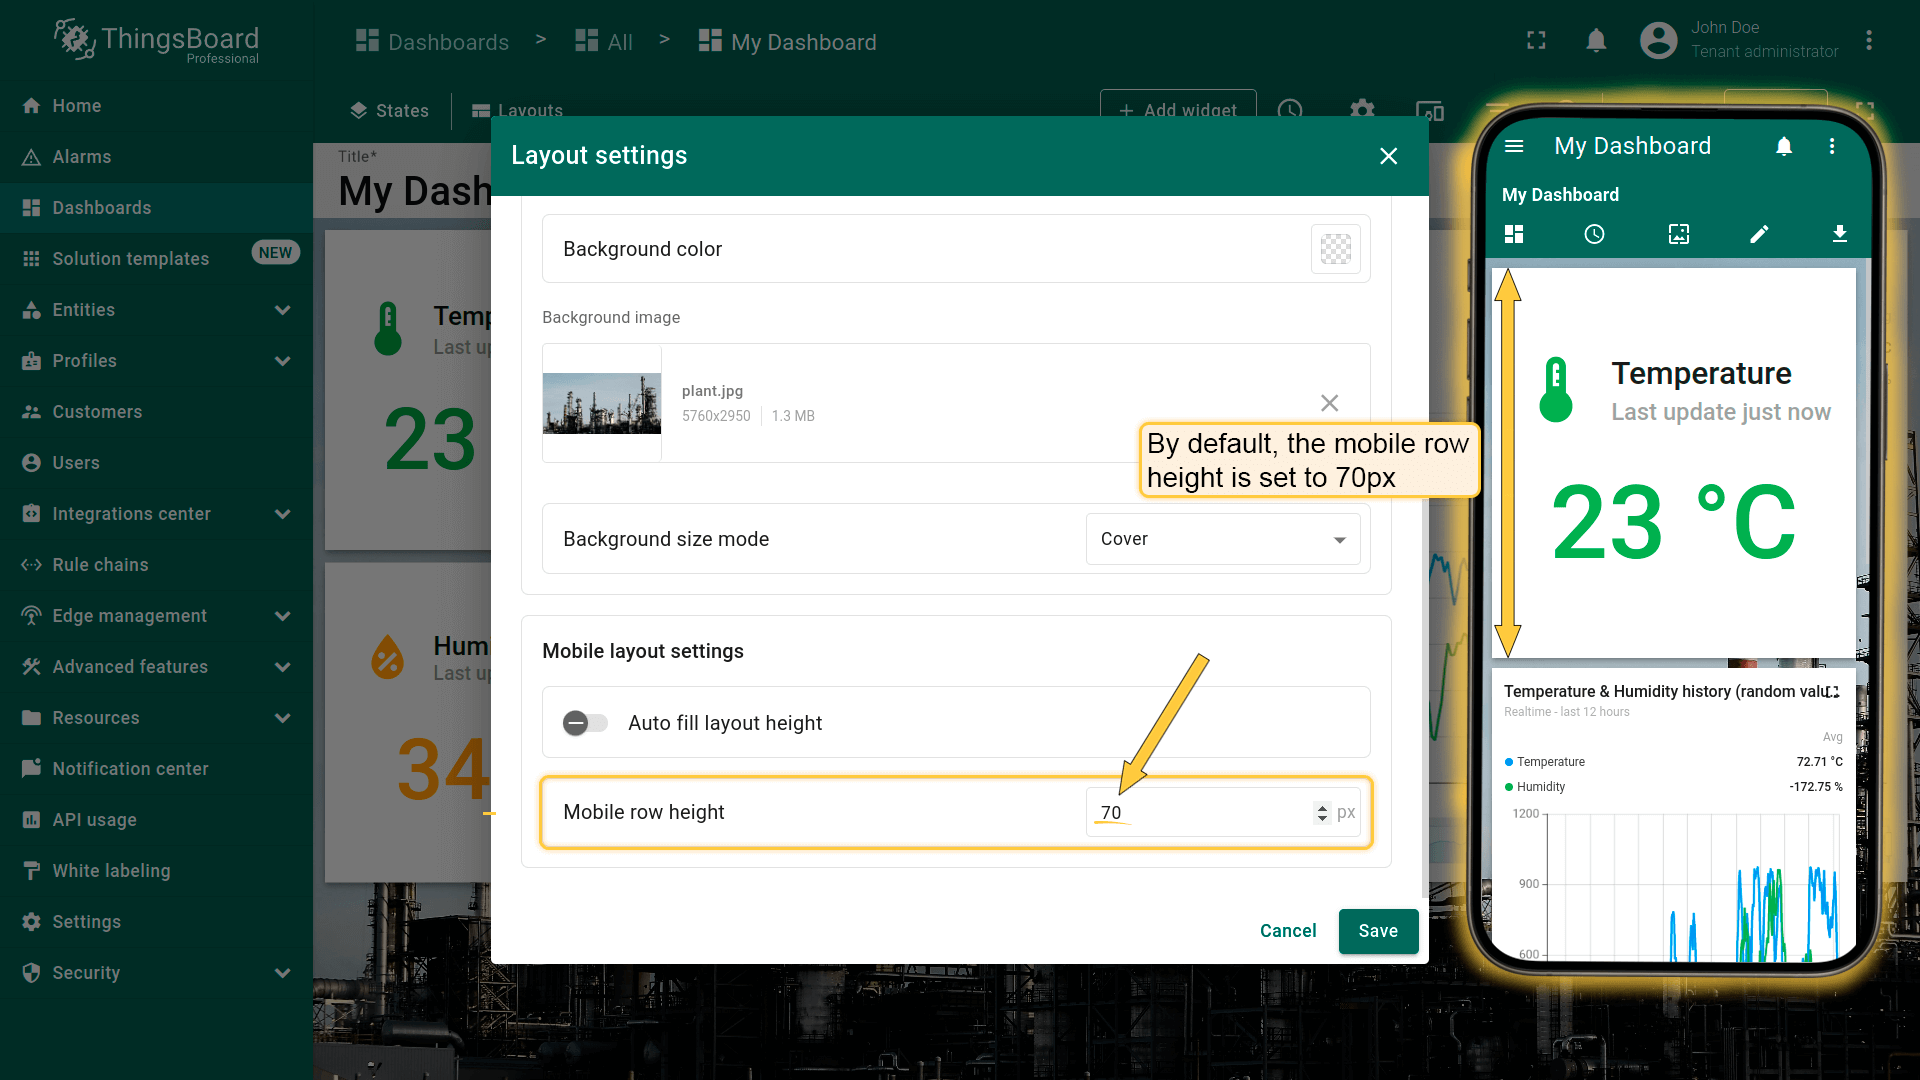 ThingsBoard
Professional
Dashboards > All > My Dashboard
John Doe
Tenant administrator
Home
Alarms
Dashboards
Solution templates NEW
Entities
Profiles
Customers
Users
Integrations center
Rule chains
Edge management
Advanced features
Resources
Notification center
API usage
White labeling
Settings
Security
States
Layouts
+ Add widget
Title*
My Dash
Temp
Last up
23
Hum
Last up
34
Layout settings
Background color
Background image
plant.jpg
5760x2950 1.3 MB
By default, the mobile row
height is set to 70px
Background size mode
Cover
Mobile layout settings
Auto fill layout height
Mobile row height
70
px
Cancel
Save
My Dashboard
My Dashboard
Temperature
Last update just now
23 °C
Temperature & Humidity history (random valu
Realtime - last 12 hours
Avg
Temperature 72.71 °C
Humidity -172.75 %
1200
900
600